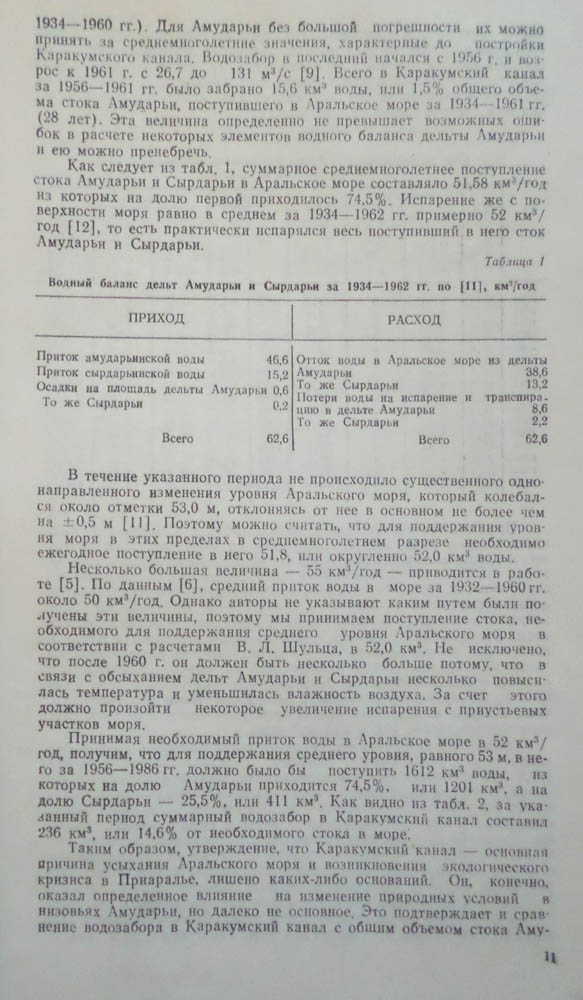 1934—1960 гг.). Для Амударьи без большой погрешности их можно
принять за среднемноголетние значения, характерные до постройки
Каракумского канала. Водозабор в последний начался с 1956 г. и воз-
рос к 1961 г. с 26,7 до 131 м³/с [9]. Всего в Каракумский канал
за 1956—1961 гг. было забрано 15,6 км³ воды, или 1,5% общего объе-
ма стока Амударьи, поступившего в Аральское море за 1934—1961 гг.
(28 лет). Эта величина определенно не превышает возможных оши-
бок в расчете некоторых элементов водного баланса дельты Амударьи
и ею можно пренебречь.
Как следует из табл. 1, суммарное среднемноголетнее поступление
стока Амударьи и Сырдарьи в Аральское море составляло 51,58 км³/год
из которых на долю первой приходилось 74,5%. Испарение же с по-
верхности моря равно в среднем за 1934—1962 гг. примерно 52 км³/
год [12], то есть практически испарялся весь поступивший в него сток
Амударьи и Сырдарьи.
Таблица 1
Водный баланс дельт Амударьи и Сырдарьи за 1934—1962 гг. по [11], км³/год
ПРИХОД
Приток амударьинской воды 46,6
Приток сырдарьинской воды 15,2
Осадки на площадь дельты Амударьи 0,6
То же Сырдарьи 0,2
Всего 62,6
РАСХОД
Отток воды в Аральское море из дельты
Амударьи 38,6
То же Сырдарьи 13,2
Потери воды на испарение и транспира-
цию в дельте Амударьи 8,6
То же Сырдарьи 2,2
Всего 62,6
В течение указанного периода не происходило существенного одно-
направленного изменения уровня Аральского моря, который колебал-
ся около отметки 53,0 м, отклоняясь от нее в основном не более чем
на ±0,5 м [11]. Поэтому можно считать, что для поддержания уров-
ня моря в этих пределах в среднемноголетнем разрезе необходимо
ежегодное поступление в него 51,8, или округленно 52,0 км³ воды.
Несколько большая величина — 55 км³/год — приводится в рабо-
те [5]. По данным [6], средний приток воды в море за 1932—1960 гг.
около 50 км³/год. Однако авторы не указывают каким путем были по-
лучены эти величины, поэтому мы принимаем поступление стока, не-
обходимого для поддержания среднего уровня Аральского моря в
соответствии с расчетами В. Л. Шульца, в 52,0 км³. Не исключено,
что после 1960 г. он должен быть несколько больше потому, что в
связи с обсыханием дельт Амударьи и Сырдарьи несколько повыси-
лась температура и уменьшилась влажность воздуха. За счет этого
должно произойти некоторое увеличение испарения с приустьевых
участков моря.
Принимая необходимый приток воды в Аральское море в 52 км³/
год, получим, что для поддержания среднего уровня, равного 53 м, в не-
го за 1956—1986 гг. должно было бы поступить 1612 км³ воды, из
которых на долю Амударьи приходится 74,5%, или 1201 км³, а на
долю Сырдарьи — 25,5%, или 411 км³. Как видно из табл. 2, за ука-
занный период суммарный водозабор в Каракумский канал составил
236 км³, или 14,6% от необходимого стока в море.
Таким образом, утверждение, что Каракумский канал — основная
причина усыхания Аральского моря и возникновения экологического
кризиса в Приаралье, лишено каких-либо оснований. Он, конечно,
оказал определенное влияние на изменение природных условий в
низовьях Амударьи, но далеко не основное. Это подтверждает и срав-
нение водозабора в Каракумский канал с общим объемом стока Аму-
11